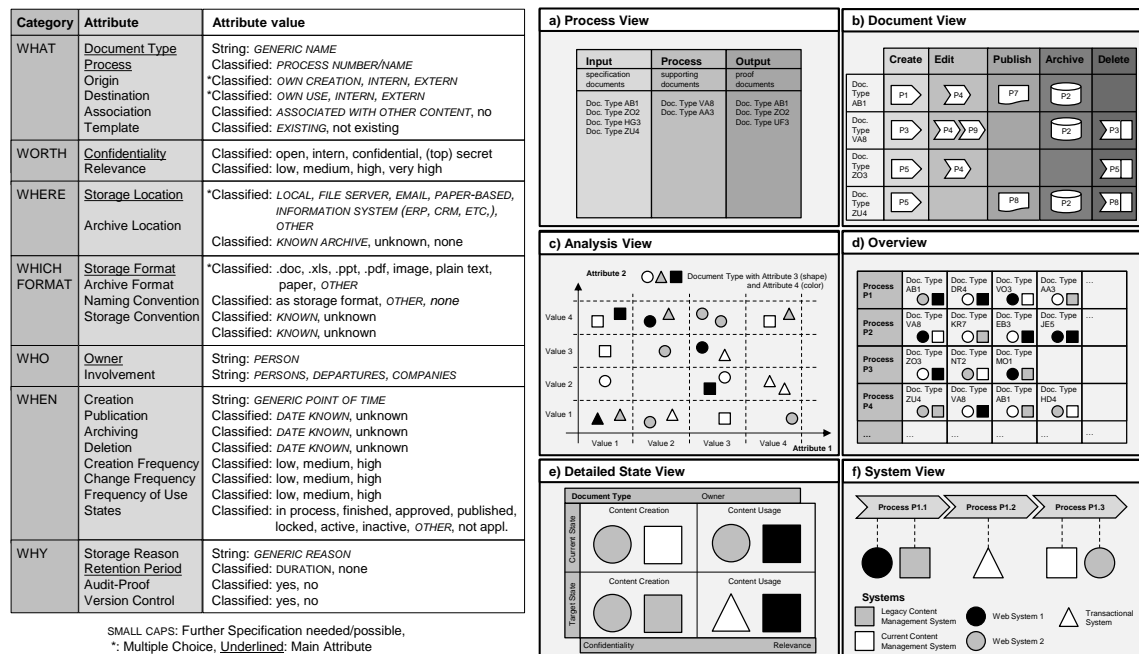 Category Attribute Attribute value
WHAT Document Type String: GENERIC NAME
Process Classified: PROCESS NUMBER/NAME
Origin *Classified: OWN CREATION, INTERN, EXTERN
Destination *Classified: OWN USE, INTERN, EXTERN
Association Classified: ASSOCIATED WITH OTHER CONTENT, no
Template Classified: EXISTING, not existing
WORTH Confidentiality Classified: open, intern, confidential, (top) secret
Relevance Classified: low, medium, high, very high
WHERE Storage Location *Classified: LOCAL, FILE SERVER, EMAIL, PAPER-BASED,
INFORMATION SYSTEM (ERP, CRM, ETC,),
OTHER
Archive Location
Classified: KNOWN ARCHIVE, unknown, none
WHICH Storage Format *Classified: .doc, .xls, .ppt, .pdf, image, plain text,
FORMAT Archive Format paper, OTHER
Naming Convention Classified: as storage format, OTHER, none
Storage Convention Classified: KNOWN, unknown
Classified: KNOWN, unknown
WHO Owner String: PERSON
Involvement String: PERSONS, DEPARTURES, COMPANIES
WHEN Creation String: GENERIC POINT OF TIME
Publication Classified: DATE KNOWN, unknown
Archiving Classified: DATE KNOWN, unknown
Deletion Classified: DATE KNOWN, unknown
Creation Frequency Classified: low, medium, high
Change Frequency Classified: low, medium, high
Frequency of Use Classified: low, medium, high
States Classified: in process, finished, approved, published,
locked, active, inactive, OTHER, not appl.
WHY Storage Reason String: GENERIC REASON
Retention Period Classified: DURATION, none
Audit-Proof Classified: yes, no
Version Control Classified: yes, no
SMALL CAPS: Further Specification needed/possible,
*: Multiple Choice, Underlined: Main Attribute
a) Process View
Input Process Output
specification supporting proof
documents documents documents
Doc. Type AB1 Doc. Type VA8 Doc. Type AB1
Doc. Type ZO2 Doc. Type AA3 Doc. Type ZO2
Doc. Type HG3 Doc. Type UF3
Doc. Type ZU4
b) Document View
Create Edit Publish Archive Delete
Doc.
Type
AB1
P1 P4 P7 P2
Doc.
Type
VA8
P3 P4 P9 P2 P3
Doc.
Type
ZO3
P5 P4 P5
Doc.
Type
ZU4
P5 P8 P2 P8
c) Analysis View
Attribute 2
Document Type with Attribute 3 (shape)
and Attribute 4 (color)
Value 4
Value 3
Value 2
Value 1
Value 1 Value 2 Value 3 Value 4
Attribute 1
d) Overview
Process P1
Doc. Type AB1
Doc. Type DR4
Doc. Type VO3
Doc. Type AA3
...
Process P2
Doc. Type VA8
Doc. Type KR7
Doc. Type EB3
Doc. Type JE5
...
Process P3
Doc. Type ZO3
Doc. Type NT2
Doc. Type MO1
Process P4
Doc. Type ZU4
Doc. Type VA8
Doc. Type AB1
Doc. Type HD4
... ... ... ... ... ...
e) Detailed State View
Document Type Owner
Current State
Content Creation Content Usage
Target State
Content Creation Content Usage
Confidentiality Relevance
f) System View
Process P1.1 Process P1.2 Process P1.3
Systems
Legacy Content
Management System
Web System 1
Transactional
System
Current Content
Management System
Web System 2